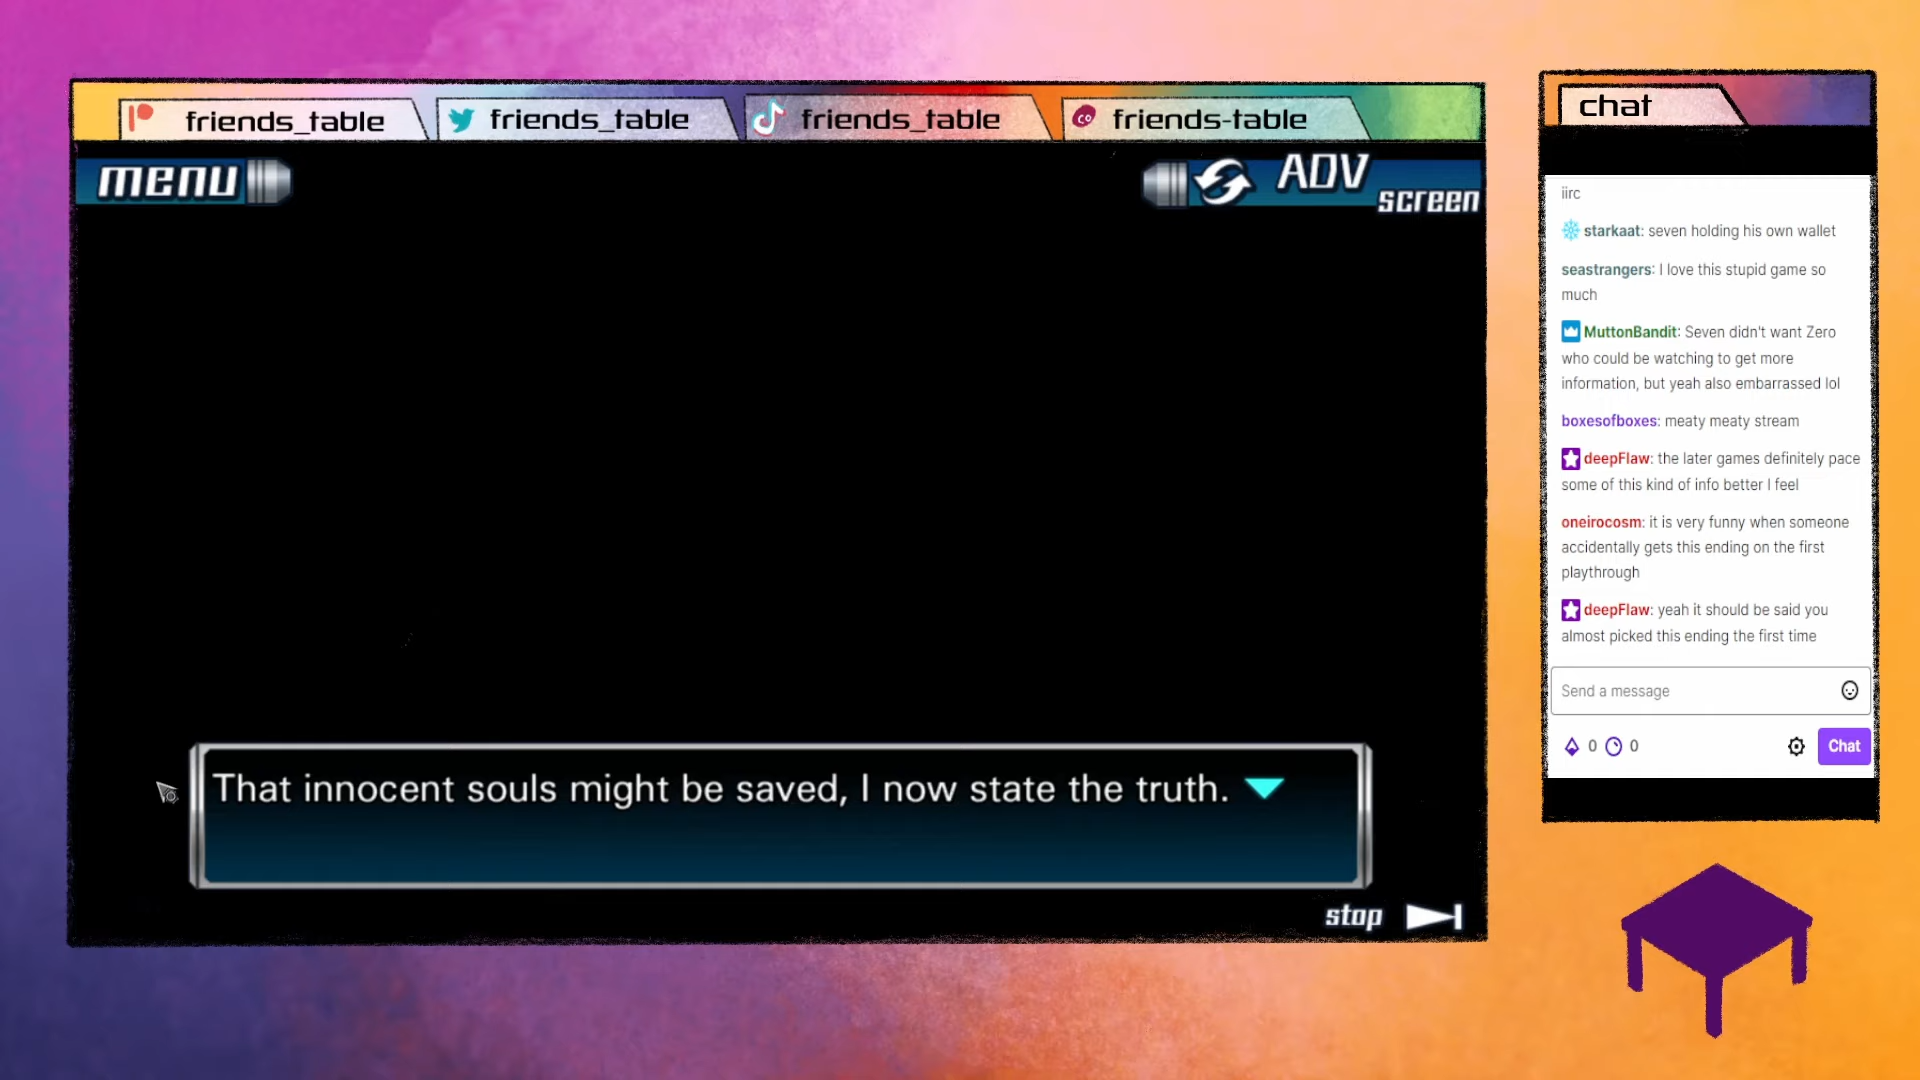 friends_table
friends_table
friends_table
friends-table
menu
ADV
screen
That innocent souls might be saved, I now state the truth.
stop
chat
iirc
starkaat: seven holding his own wallet
seastrangers: I love this stupid game so
much
MuttonBandit: Seven didn't want Zero
who could be watching to get more
information, but yeah also embarrassed lol
boxesofboxes: meaty meaty stream
deepFlaw: the later games definitely pace
some of this kind of info better I feel
oneirocosm: it is very funny when someone
accidentally gets this ending on the first
playthrough
deepFlaw: yeah it should be said you
almost picked this ending the first time
Send a message
0 0
Chat